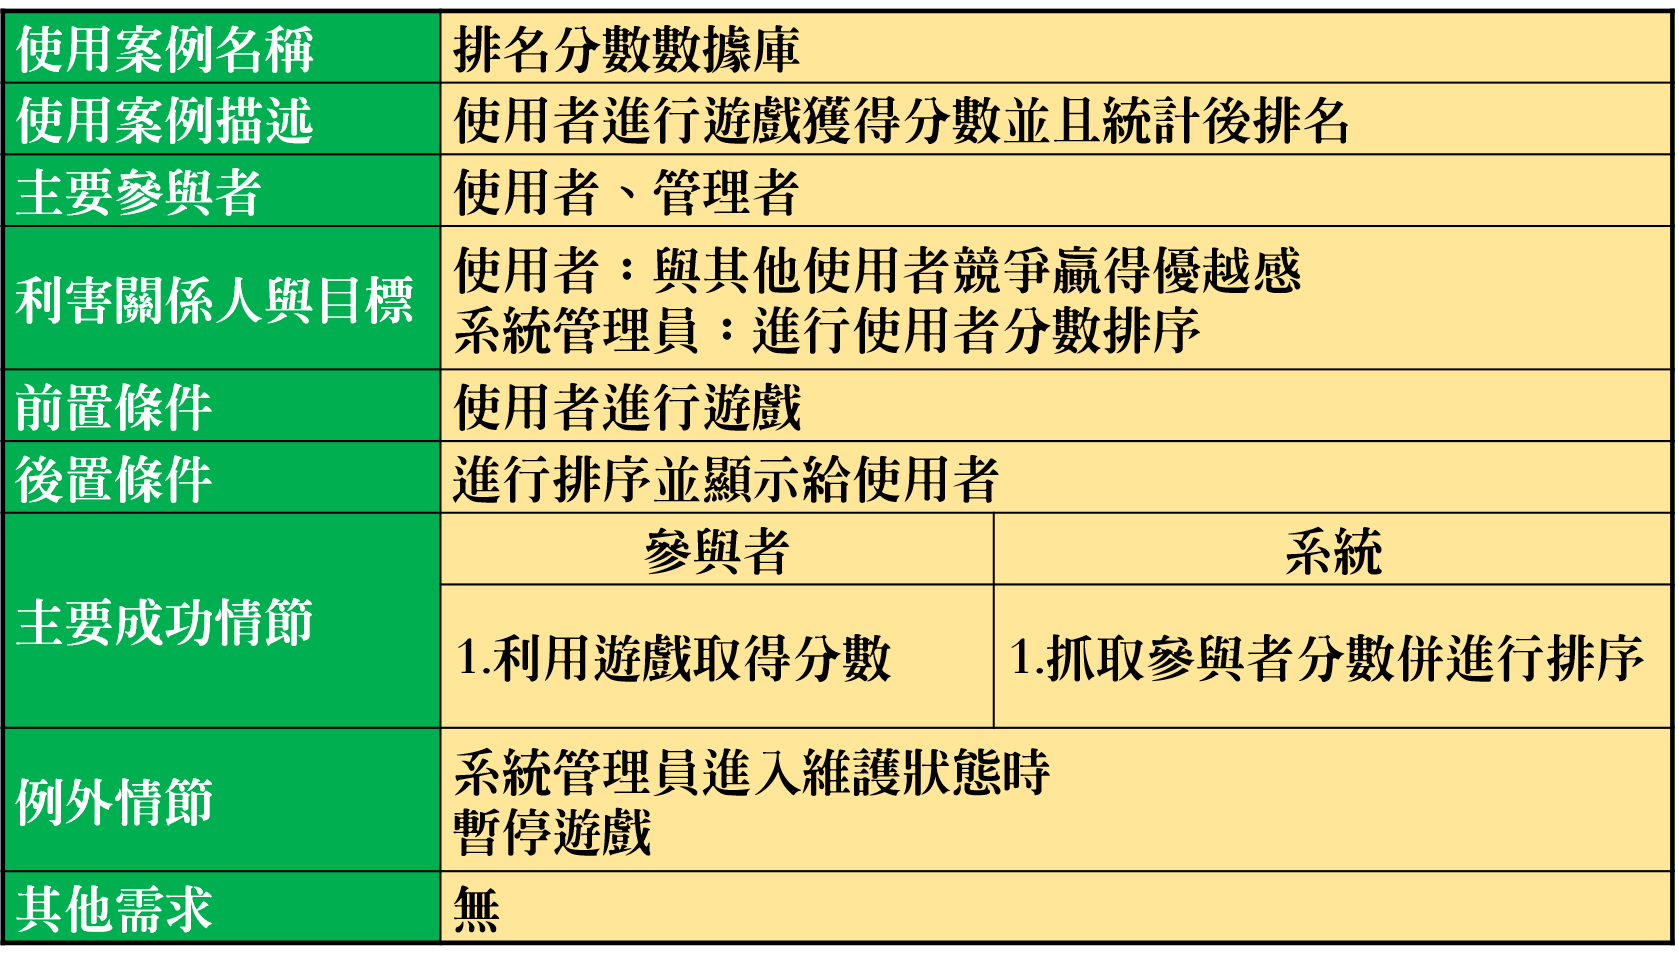 使用案例名稱 排名分數數據庫
使用案例描述 使用者進行遊戲獲得分數並且統計後排名
主要參與者 使用者、管理者
利害關係人與目標 使用者：與其他使用者競爭贏得優越感
系統管理員：進行使用者分數排序
前置條件 使用者進行遊戲
後置條件 進行排序並顯示給使用者
主要成功情節 參與者 系統
1.利用遊戲取得分數 1.抓取參與者分數併進行排序
例外情節 系統管理員進入維護狀態時
暫停遊戲
其他需求 無